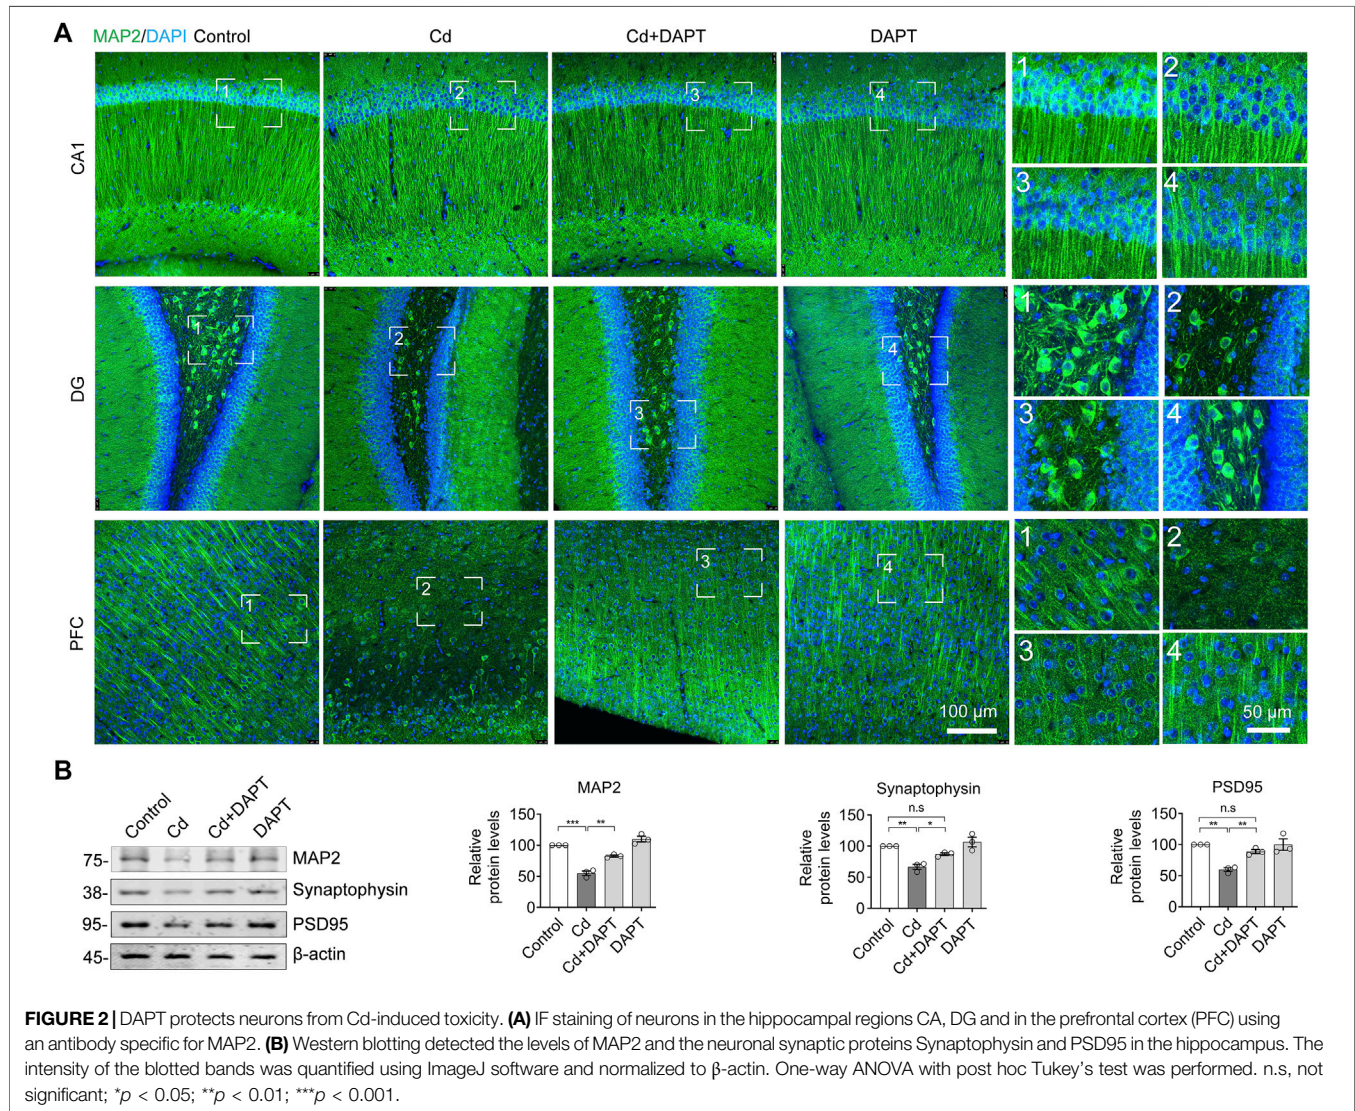 A
MAP2/DAPI Control Cd Cd+DAPT DAPT
CA1
1
2
3
4
1
2
3
4
DG
1
2
3
4
1
2
3
4
PFC
1
2
3
4
100 µm
1
2
3
4
50 µm
B
Control Cd Cd+DAPT DAPT
75- MAP2
38- Synaptophysin
95- PSD95
45- β-actin
MAP2
Relative
protein levels
150
100
50
0
*** **
Control Cd Cd+DAPT DAPT
Synaptophysin
Relative
protein levels
150
100
50
0
n.s
** *
Control Cd Cd+DAPT DAPT
PSD95
Relative
protein levels
150
100
50
0
n.s
** **
Control Cd Cd+DAPT DAPT
FIGURE 2 | DAPT protects neurons from Cd-induced toxicity. (A) IF staining of neurons in the hippocampal regions CA, DG and in the prefrontal cortex (PFC) using
an antibody specific for MAP2. (B) Western blotting detected the levels of MAP2 and the neuronal synaptic proteins Synaptophysin and PSD95 in the hippocampus. The
intensity of the blotted bands was quantified using ImageJ software and normalized to β-actin. One-way ANOVA with post hoc Tukey's test was performed. n.s, not
significant; *p < 0.05; **p < 0.01; ***p < 0.001.